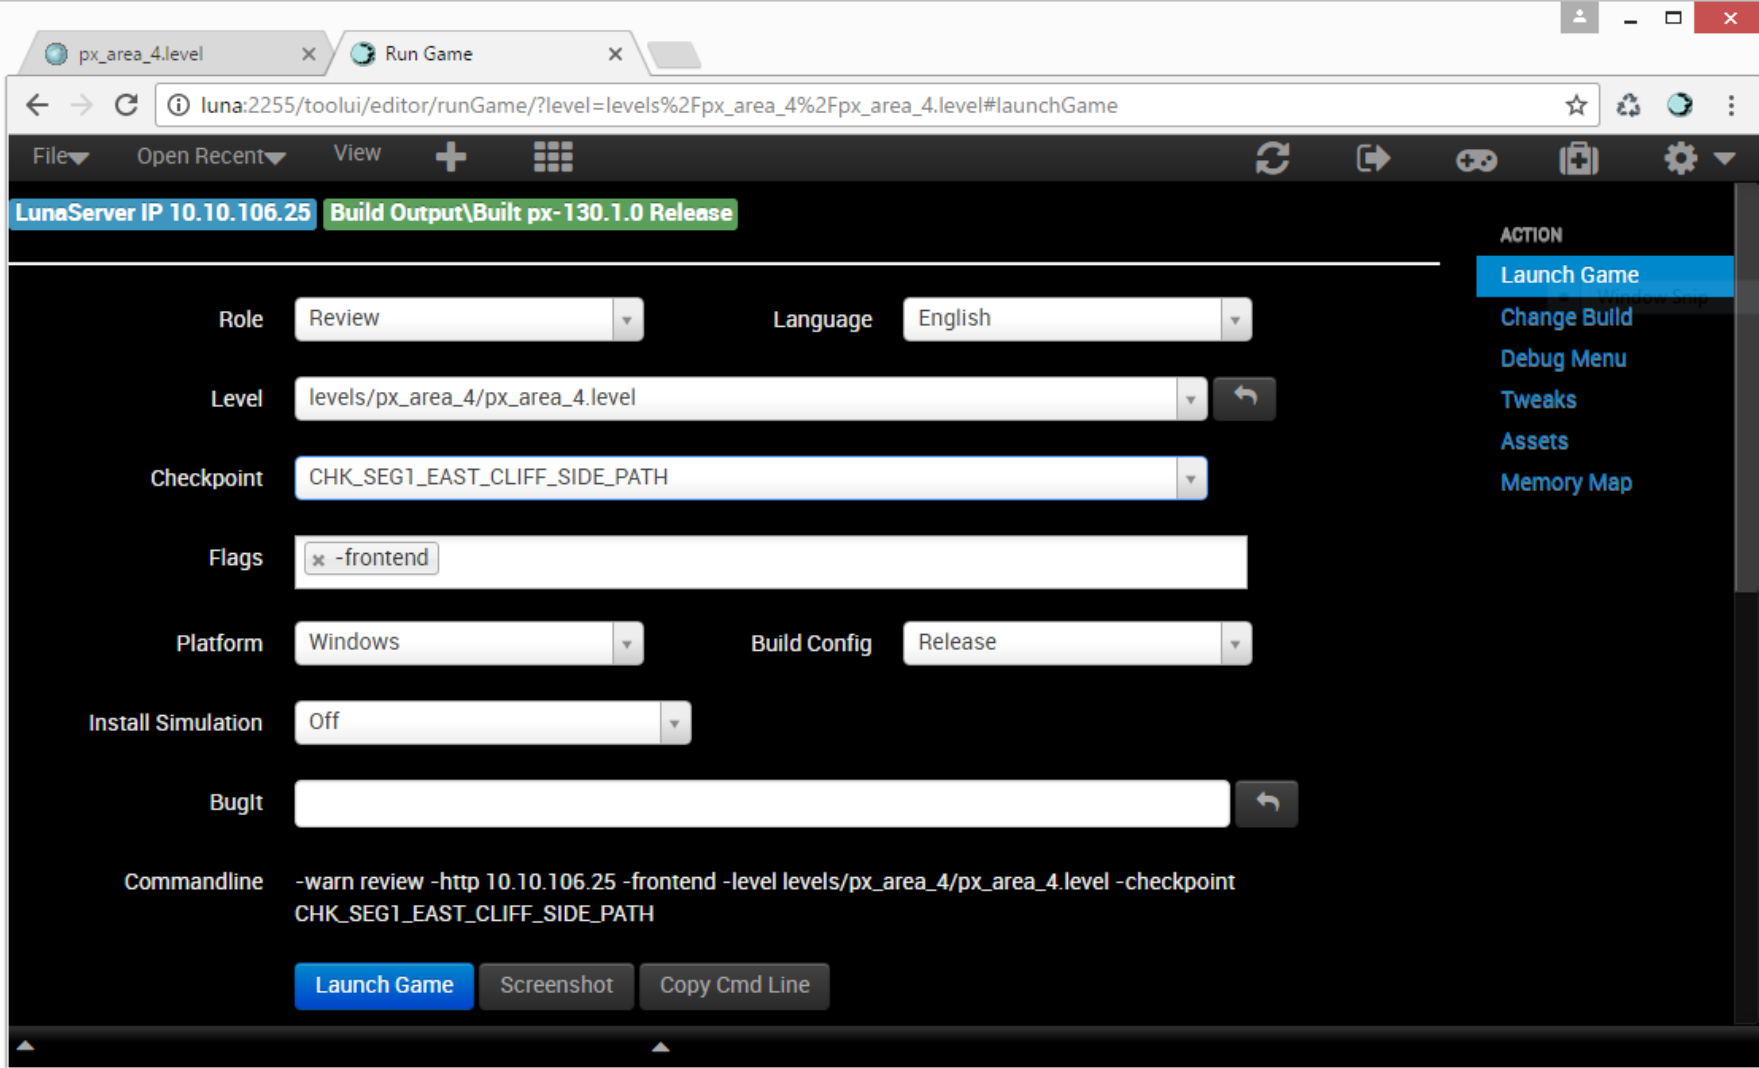 px_area_4.level
Run Game
luna:2255/toolui/editor/runGame/?level=levels%2Fpx_area_4%2Fpx_area_4.level#launchGame
File Open Recent View
LunaServer IP 10.10.106.25 Build Output\Built px-130.1.0 Release
ACTION
Launch Game
Window Snip
Change Build
Debug Menu
Tweaks
Assets
Memory Map
Role Review Language English
Level levels/px_area_4/px_area_4.level
Checkpoint CHK_SEG1_EAST_CLIFF_SIDE_PATH
Flags × -frontend
Platform Windows Build Config Release
Install Simulation Off
BugIt
Commandline -warn review -http 10.10.106.25 -frontend -level levels/px_area_4/px_area_4.level -checkpoint
CHK_SEG1_EAST_CLIFF_SIDE_PATH
Launch Game Screenshot Copy Cmd Line